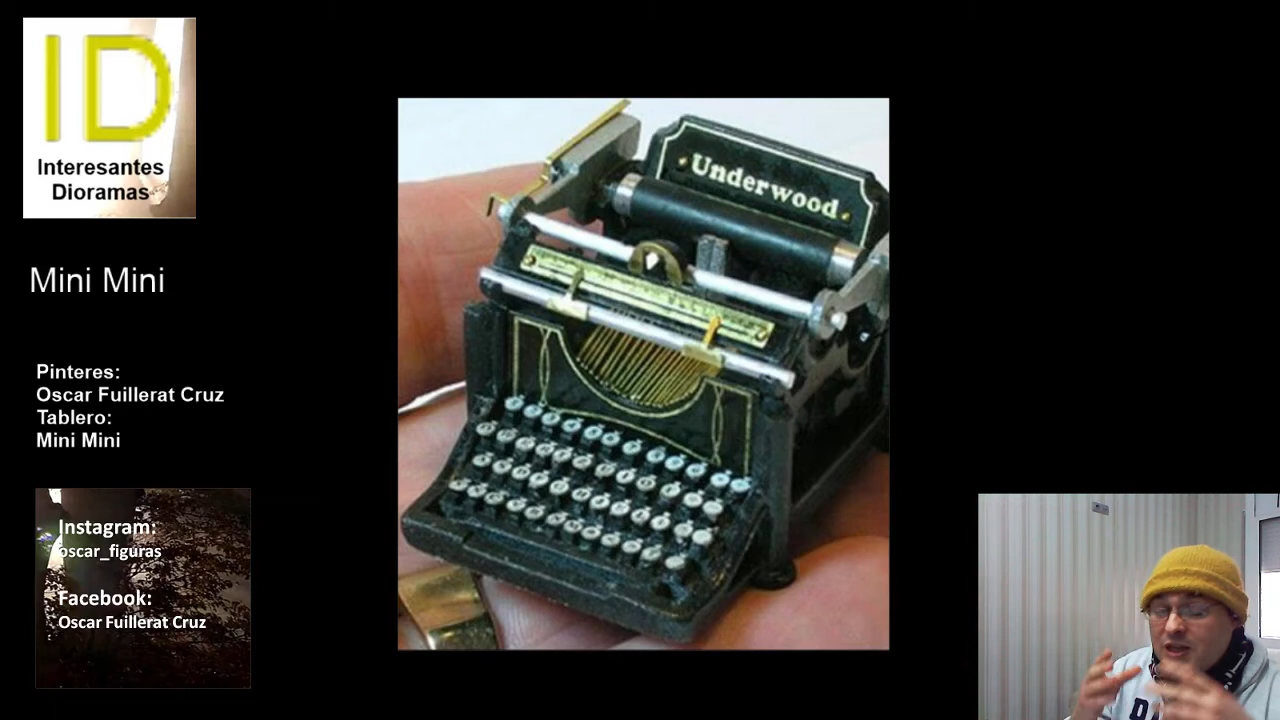 ID
Interesantes
Dioramas
Mini Mini
Pinteres:
Oscar Fuillerat Cruz
Tablero:
Mini Mini
Instagram:
oscar_figuras
Facebook:
Oscar Fuillerat Cruz
Underwood